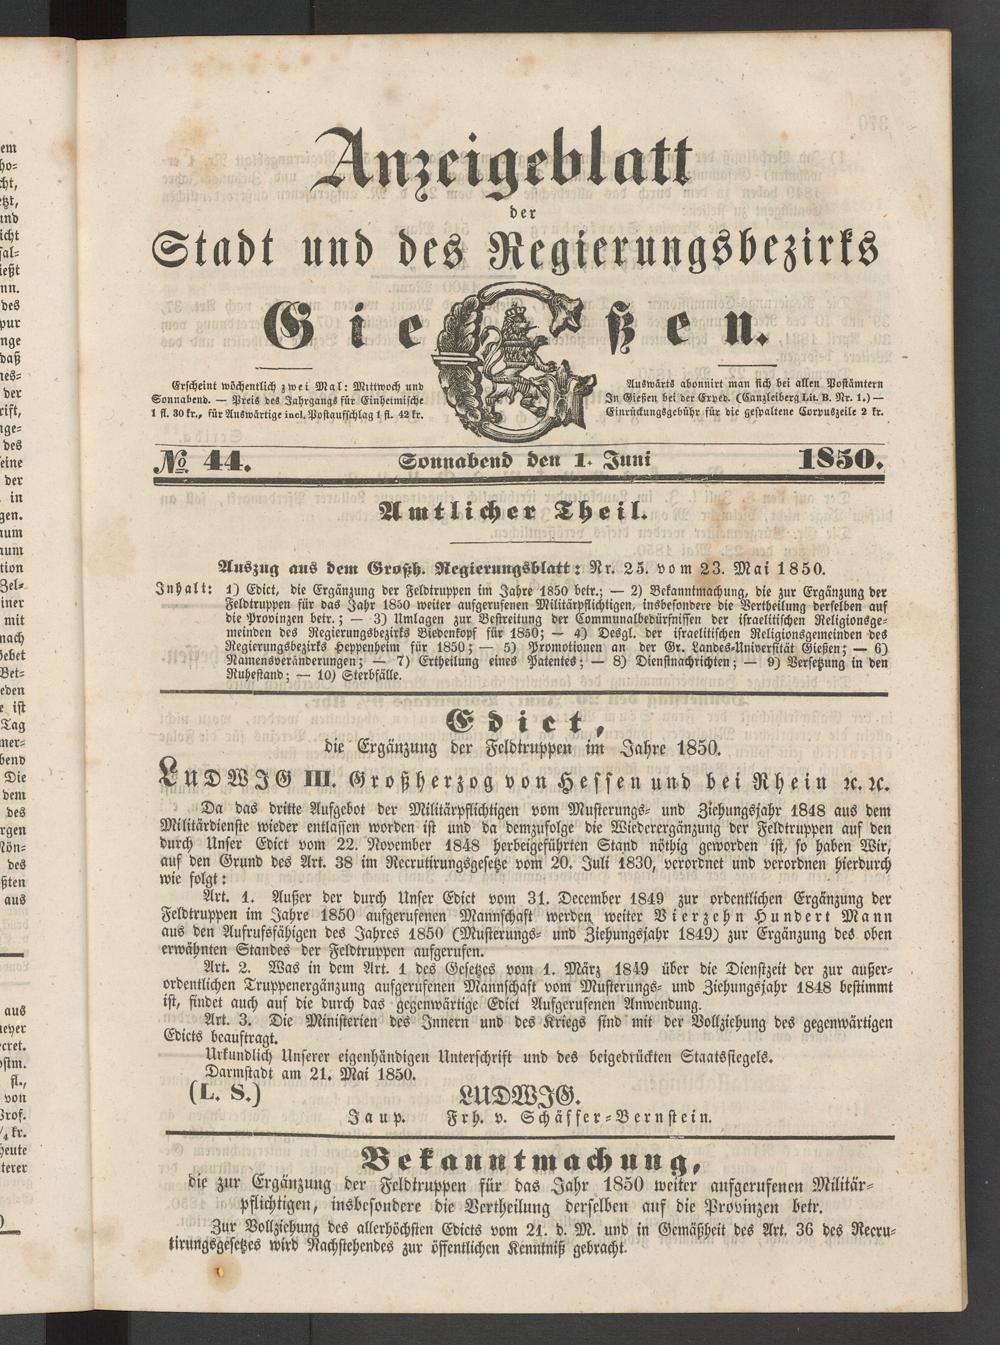 Anzeigeblatt
der
Stadt und des Regierungsbezirks
Gießen.
Erscheint wöchentlich zwei Mal: Mittwoch und
Sonnabend. — Preis des Jahrgangs für Einheimische
1 fl. 30 kr., für Auswärtige incl. Postaufschlag 1 fl. 42 kr.
Auswärts abonnirt man sich bei allen Postämtern
In Gießen bei der Exped. (Canzleiberg Lit. B. Nr. 1.) —
Einrückungsgebühr für die gespaltene Corpuszeile 2 kr.
No 44. Sonnabend den 1. Juni 1850.
Amtlicher Theil.
Auszug aus dem Großh. Regierungsblatt: Nr. 25. vom 23. Mai 1850.
Inhalt: 1) Edict, die Ergänzung der Feldtruppen im Jahre 1850 betr.; — 2) Bekanntmachung, die zur Ergänzung der
Feldtruppen für das Jahr 1850 weiter aufgerufenen Militärpflichtigen, insbesondere die Vertheilung derselben auf
die Provinzen betr.; — 3) Umlagen zur Bestreitung der Communalbedürfnissen der israelitischen Religionsge-
meinden des Regierungsbezirks Biedenkopf für 1850; — 4) Desgl. der israelitischen Religionsgemeinden des
Regierungsbezirks Heppenheim für 1850; — 5) Promotionen an der Gr. Landes-Universität Gießen; — 6)
Namensveränderungen; — 7) Ertheilung eines Patentes; — 8) Dienstnachrichten; — 9) Versetzung in den
Ruhestand; — 10) Sterbfälle.
Edict,
die Ergänzung der Feldtruppen im Jahre 1850.
LUDWIG III. Großherzog von Hessen und bei Rhein ꝛc. ꝛc.
Da das dritte Aufgebot der Militärpflichtigen vom Musterungs- und Ziehungsjahr 1848 aus dem
Militärdienste wieder entlassen worden ist und da demzufolge die Wiederergänzung der Feldtruppen auf den
durch Unser Edict vom 22. November 1848 herbeigeführten Stand nöthig geworden ist, so haben Wir,
auf den Grund des Art. 38 im Recrutirungsgesetze vom 20. Juli 1830, verordnet und verordnen hierdurch
wie folgt:
Art. 1. Außer der durch Unser Edict vom 31. December 1849 zur ordentlichen Ergänzung der
Feldtruppen im Jahre 1850 aufgerufenen Mannschaft werden weiter Vierzehn Hundert Mann
aus den Aufrufsfähigen des Jahres 1850 (Musterungs- und Ziehungsjahr 1849) zur Ergänzung des oben
erwähnten Standes der Feldtruppen aufgerufen.
Art. 2. Was in dem Art. 1 des Gesetzes vom 1. März 1849 über die Dienstzeit der zur außer-
ordentlichen Truppenergänzung aufgerufenen Mannschaft vom Musterungs- und Ziehungsjahr 1848 bestimmt
ist, findet auch auf die durch das gegenwärtige Edict Aufgerufenen Anwendung.
Art. 3. Die Ministerien des Innern und des Kriegs sind mit der Vollziehung des gegenwärtigen
Edicts beauftragt.
Urkundlich Unserer eigenhändigen Unterschrift und des beigedrückten Staatssiegels.
Darmstadt am 21. Mai 1850.
(L. S.) LUDWIG.
Jaup. Frh. v. Schäffer-Bernstein.
Bekanntmachung,
die zur Ergänzung der Feldtruppen für das Jahr 1850 weiter aufgerufenen Militär-
pflichtigen, insbesondere die Vertheilung derselben auf die Provinzen betr.
Zur Vollziehung des allerhöchsten Edicts vom 21. d. M. und in Gemäßheit des Art. 36 des Recru-
tirungsgesetzes wird Nachstehendes zur öffentlichen Kenntniß gebracht.